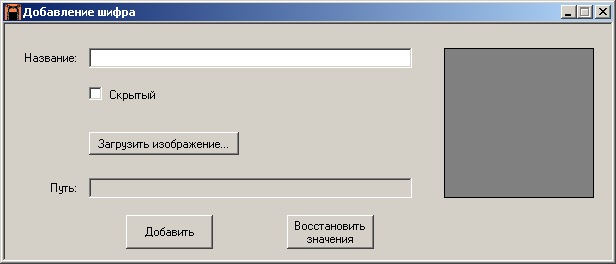 Добавление шифра
Название:
Скрытый
Загрузить изображение...
Путь:
Добавить
Восстановить
значения